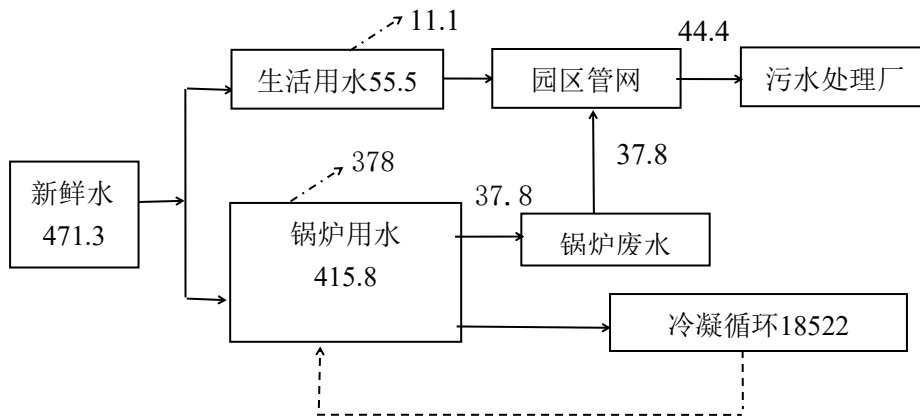 11.1
44.4
生活用水55.5
园区管网
污水处理厂
378
37.8
37.8
新鲜水
471.3
锅炉用水
415.8
锅炉废水
冷凝循环18522